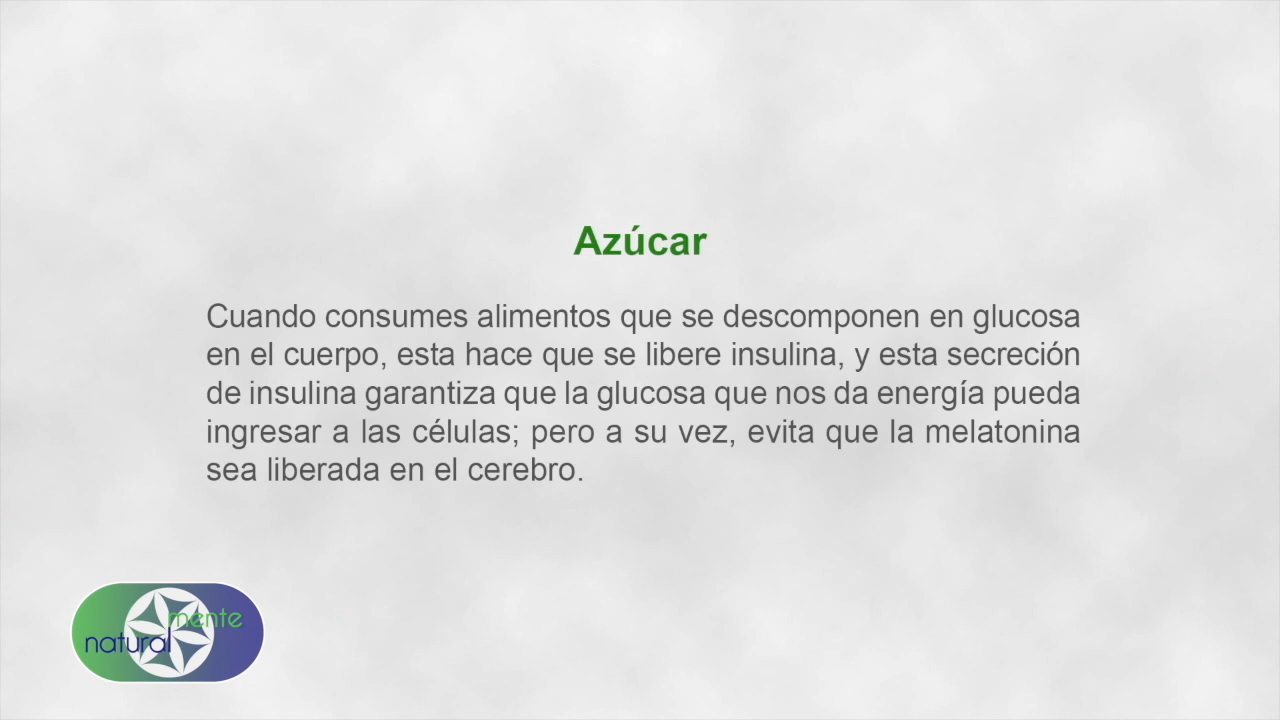 Azúcar
Cuando consumes alimentos que se descomponen en glucosa
en el cuerpo, esta hace que se libere insulina, y esta secreción
de insulina garantiza que la glucosa que nos da energía pueda
ingresar a las células; pero a su vez, evita que la melatonina
sea liberada en el cerebro.
natural
mente